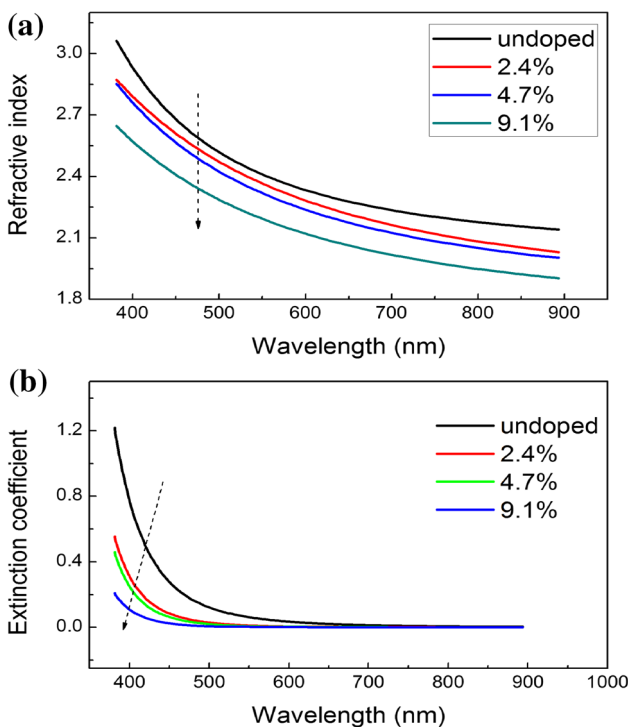 (a)
undoped
2.4%
4.7%
9.1%
Refractive index
3.0
2.7
2.4
2.1
1.8
400 500 600 700 800 900
Wavelength (nm)
(b)
undoped
2.4%
4.7%
9.1%
Extinction coefficient
1.2
0.8
0.4
0.0
400 500 600 700 800 900 1000
Wavelength (nm)